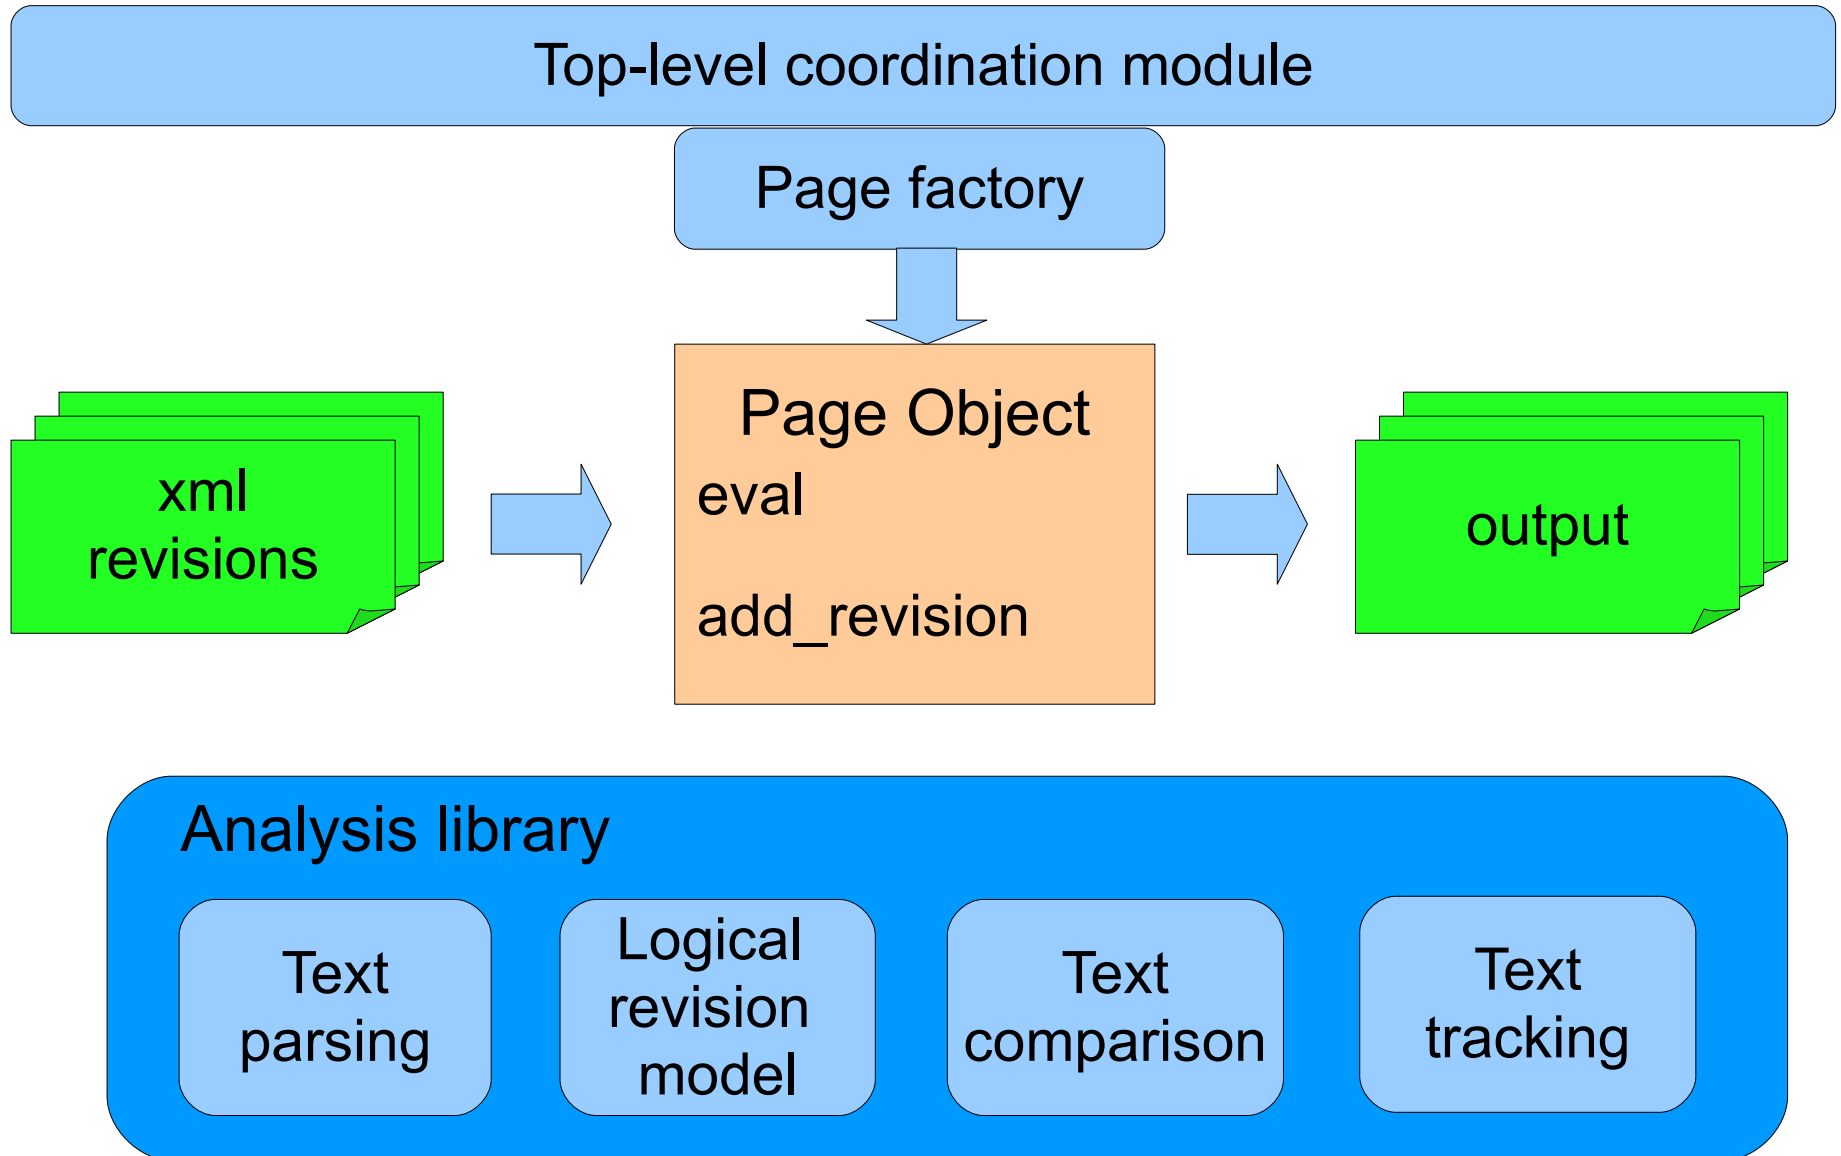 Top-level coordination module
Page factory
Page Object
eval
add_revision
xml
revisions
output
Analysis library
Text
parsing
Logical
revision
model
Text
comparison
Text
tracking